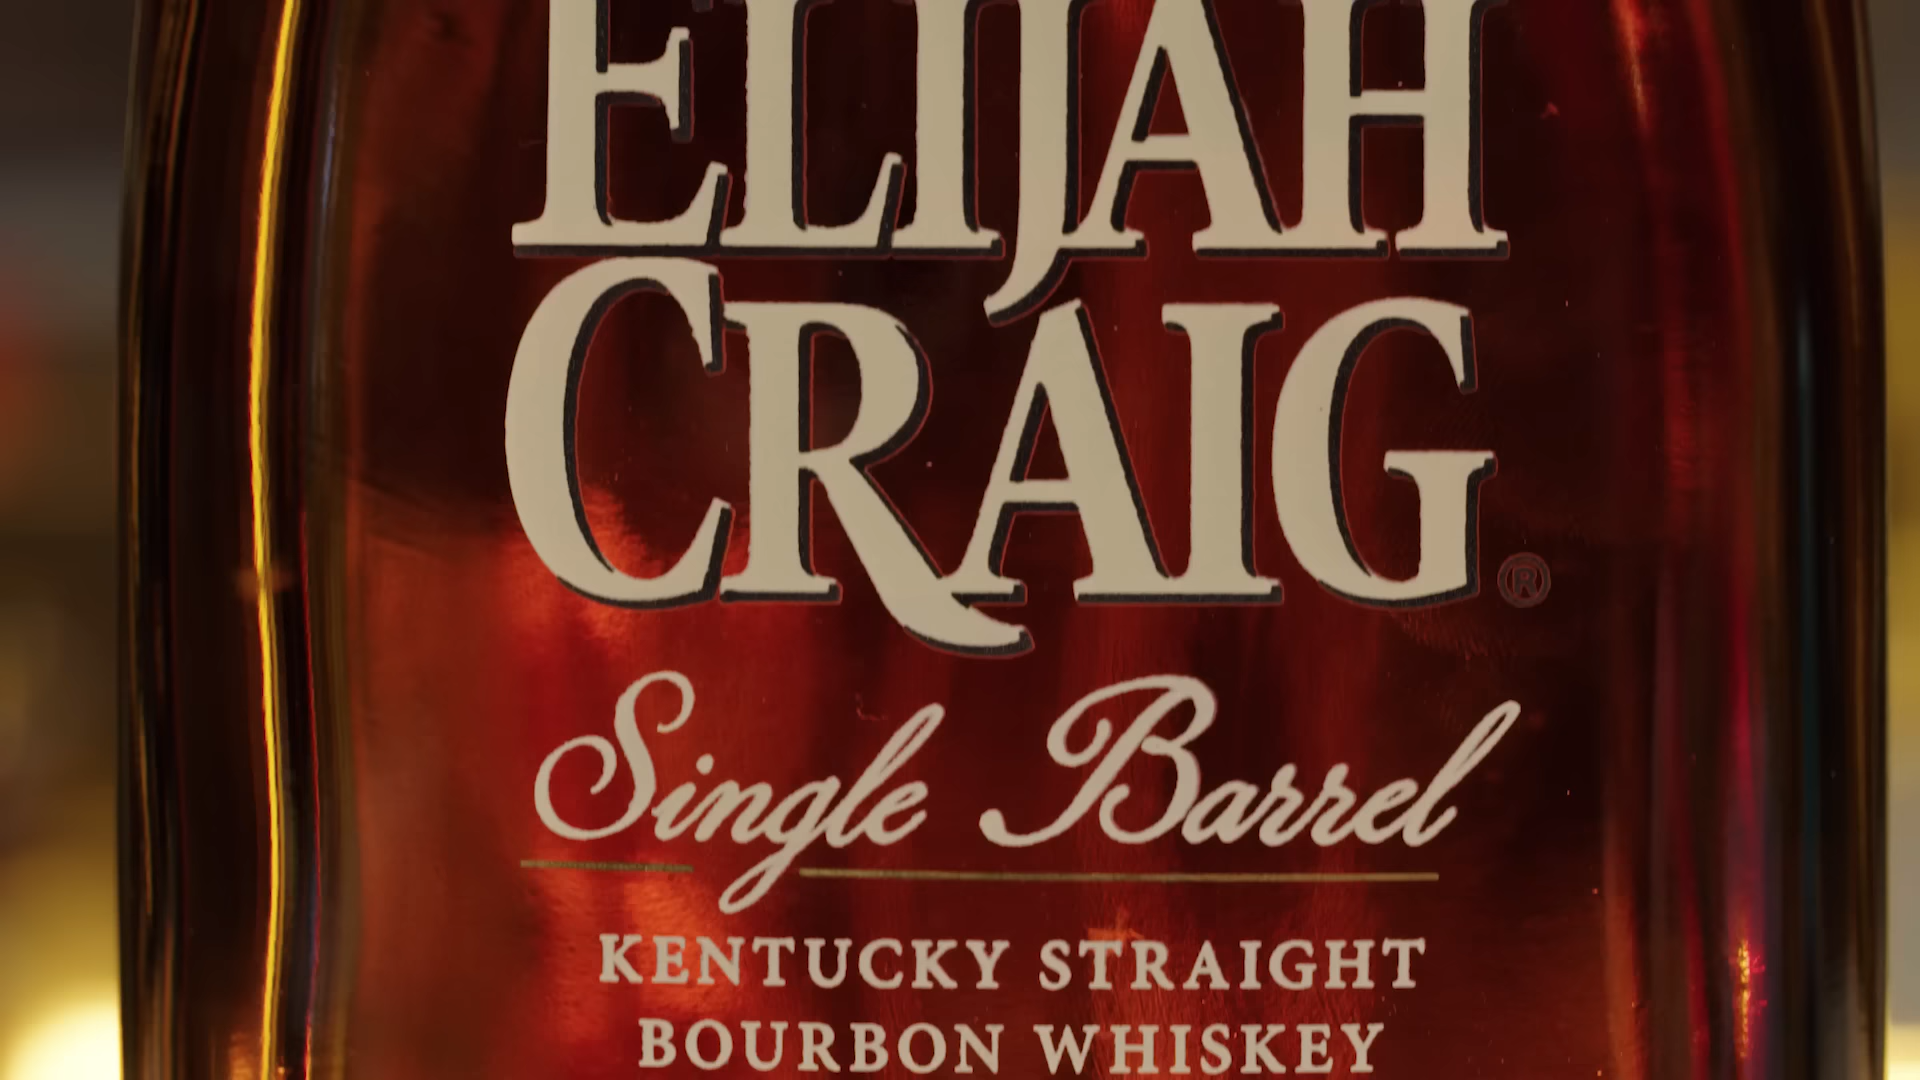 ELIJAH
CRAIG®
Single Barrel
KENTUCKY STRAIGHT
BOURBON WHISKEY